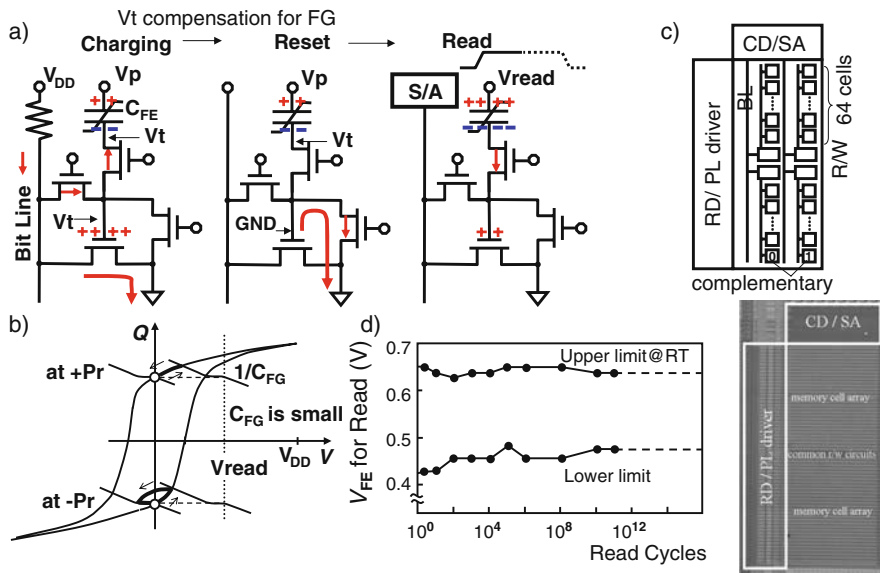 a)
Vt compensation for FG
Charging
Reset
Read
V_DD
Vp
C_FE
Vt
Bit Line
Vt
Vp
Vt
GND
S/A
Vread
c)
CD/SA
RD/ PL driver
BL
64 cells
R/W
0
1
complementary
b)
Q
at +Pr
1/C_FG
C_FG is small
V_DD
V
Vread
at -Pr
d)
V_FE for Read (V)
0.7
0.6
0.5
0.4
Upper limit@RT
Lower limit
10^0
10^4
10^8
10^12
Read Cycles
CD / SA
RD / PL driver
memory cell array
common r/w circuits
memory cell array